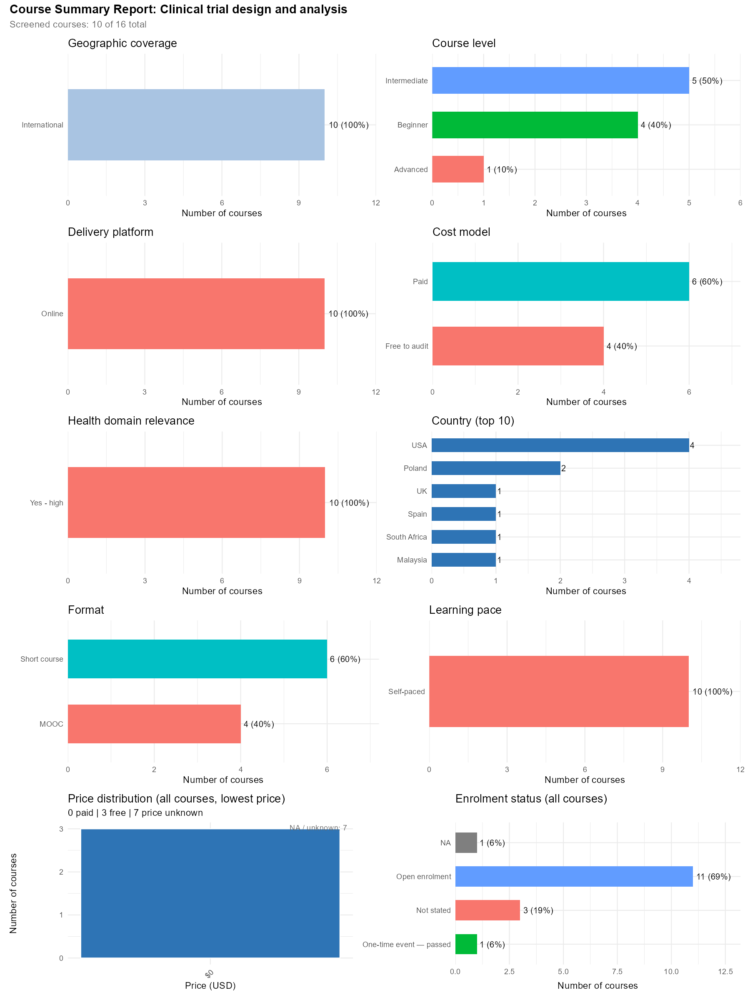 Course Summary Report: Clinical trial design and analysis
Screened courses: 10 of 16 total
Geographic coverage
International
10 (100%)
0 3 6 9 12
Number of courses
Course level
Intermediate
5 (50%)
Beginner
4 (40%)
Advanced
1 (10%)
0 1 2 3 4 5 6
Number of courses
Delivery platform
Online
10 (100%)
0 3 6 9 12
Number of courses
Cost model
Paid
6 (60%)
Free to audit
4 (40%)
0 2 4 6
Number of courses
Health domain relevance
Yes - high
10 (100%)
0 3 6 9 12
Number of courses
Country (top 10)
USA
4
Poland
2
UK
1
Spain
1
South Africa
1
Malaysia
1
0 1 2 3 4
Number of courses
Format
Short course
6 (60%)
MOOC
4 (40%)
0 2 4 6
Number of courses
Learning pace
Self-paced
10 (100%)
0 3 6 9 12
Number of courses
Price distribution (all courses, lowest price)
0 paid | 3 free | 7 price unknown
NA / unknown: 7
3
2
1
0
Number of courses
$0
Price (USD)
Enrolment status (all courses)
NA
1 (6%)
Open enrolment
11 (69%)
Not stated
3 (19%)
One-time event — passed
1 (6%)
0.0 2.5 5.0 7.5 10.0 12.5
Number of courses